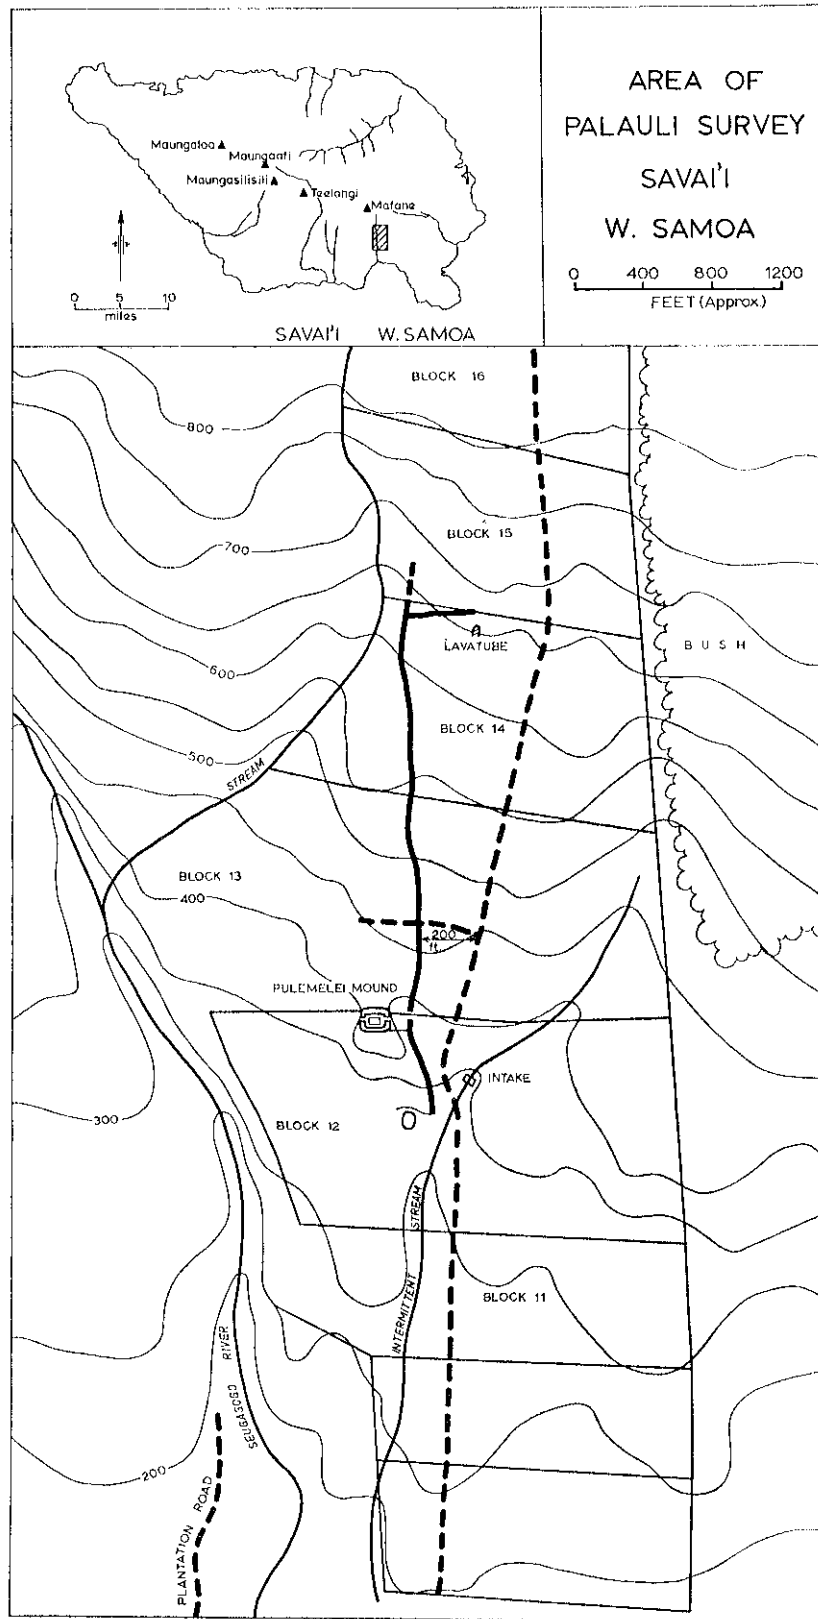 AREA OF
PALAULI SURVEY
SAVAI'I
W. SAMOA
0 400 800 1200
FEET (Approx.)
Maungaloa
Maungaafi
Maungasilisili
Teelangi
Mafane
0 5 10
miles
SAVAI'I W. SAMOA
BLOCK 16
800
BLOCK 15
700
A
LAVATUBE
BUSH
600
BLOCK 14
500
STREAM
BLOCK 13
400
200
ft.
PULEMELEI MOUND
INTAKE
300
BLOCK 12
INTERMITTENT STREAM
BLOCK 11
RIVER
200
PLANTATION ROAD